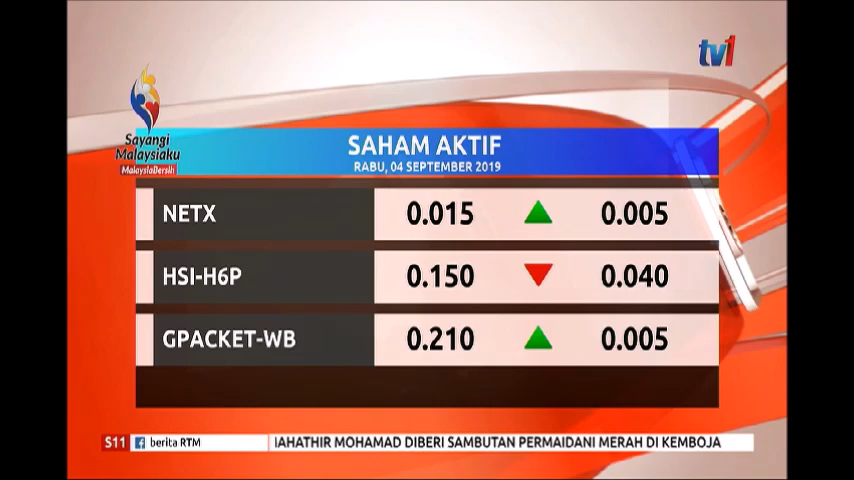 tv1
Sayangi
Malaysiaku
MalaysiaBersih
SAHAM AKTIF
RABU, 04 SEPTEMBER 2019
NETX 0.015 0.005
HSI-H6P 0.150 0.040
GPACKET-WB 0.210 0.005
S11 berita RTM IAHATHIR MOHAMAD DIBERI SAMBUTAN PERMAIDANI MERAH DI KEMBOJA